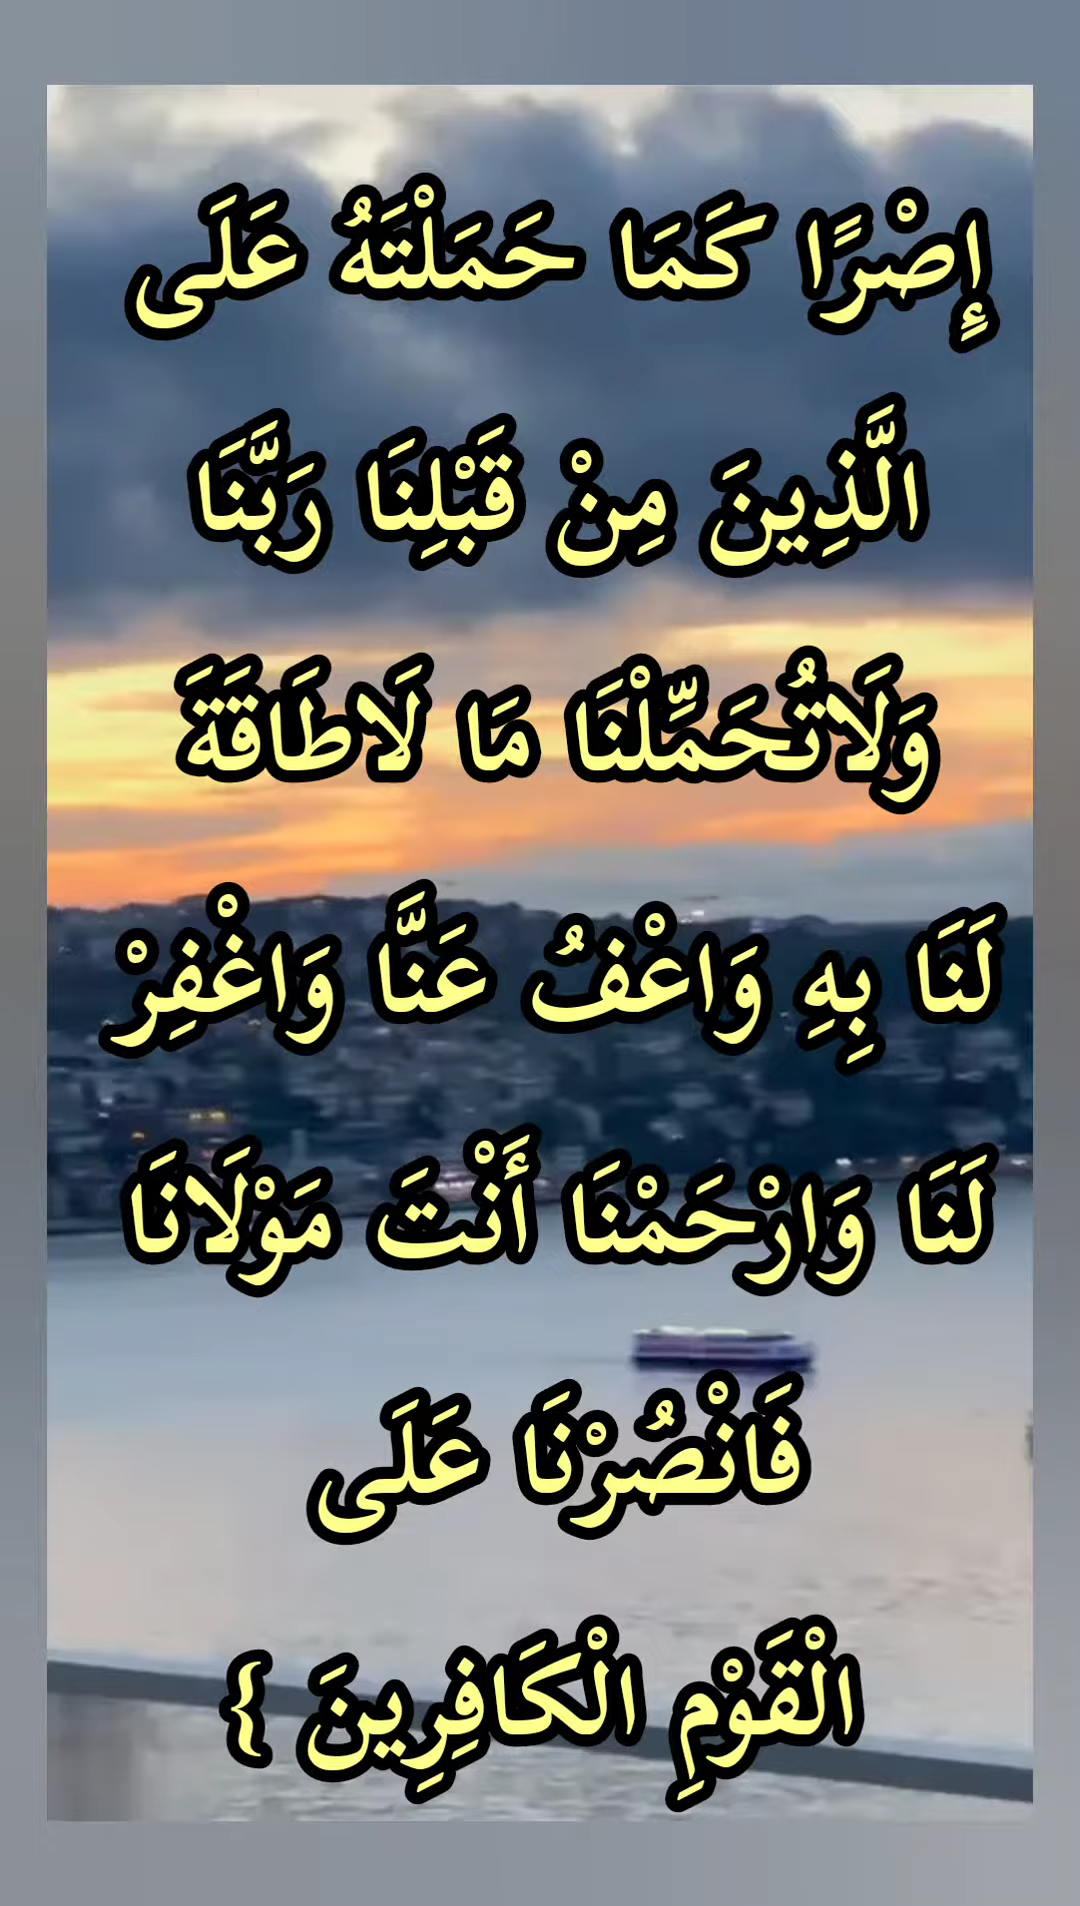 إِصْرًا كَمَا حَمَلْتَهُ عَلَى
الَّذِينَ مِنْ قَبْلِنَا رَبَّنَا
وَلَاتُحَمِّلْنَا مَا لَاطَاقَةَ
لَنَا بِهِ وَاعْفُ عَنَّا وَاغْفِرْ
لَنَا وَارْحَمْنَا أَنْتَ مَوْلَانَا
فَانْصُرْنَا عَلَى
الْقَوْمِ الْكَافِرِينَ }